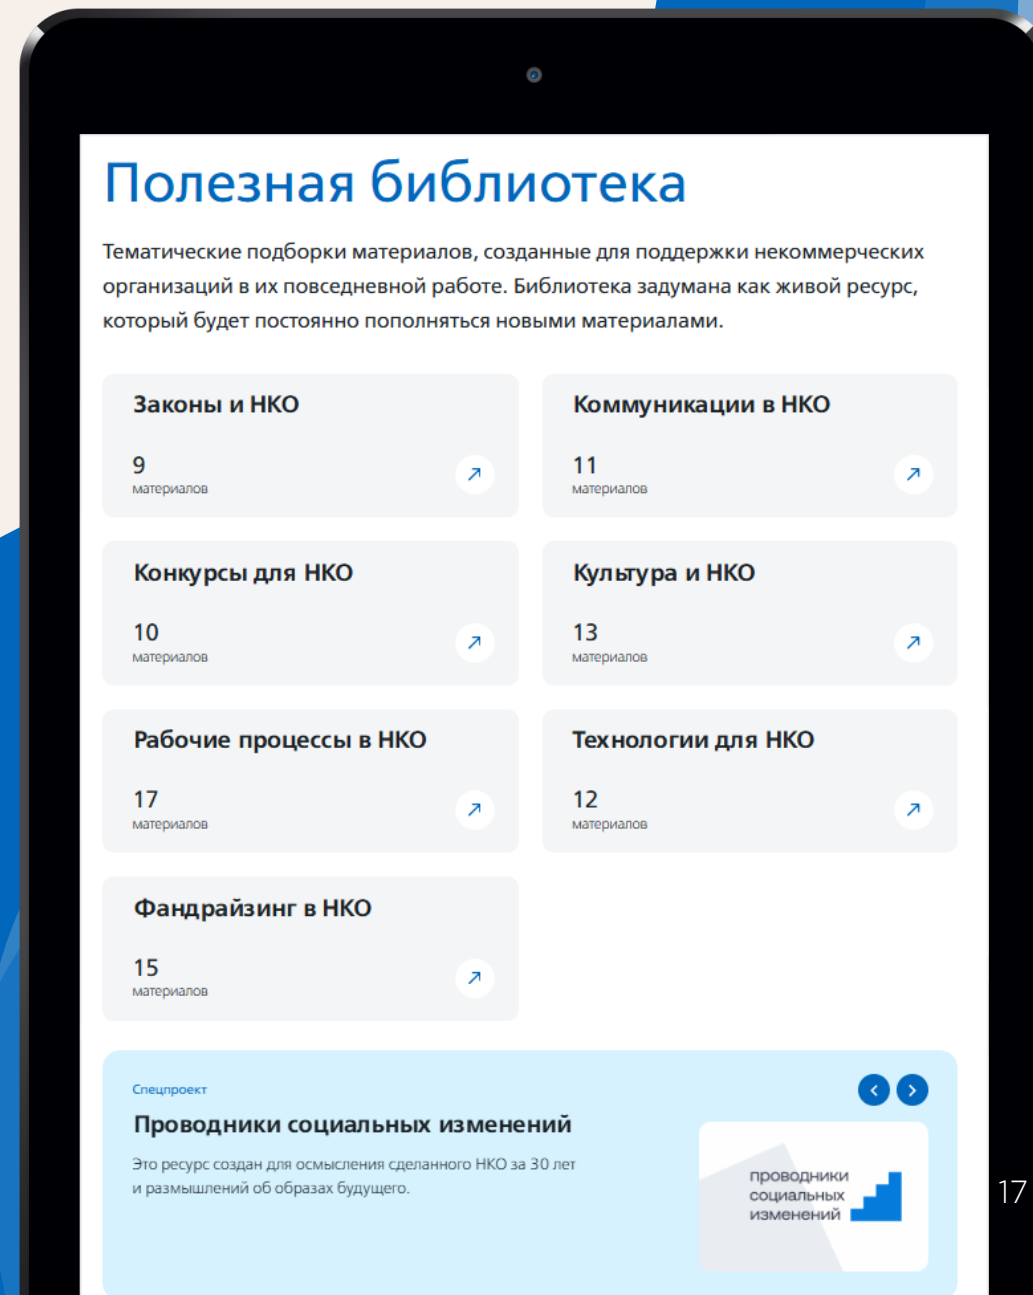 Полезная библиотека
Тематические подборки материалов, созданные для поддержки некоммерческих
организаций в их повседневной работе. Библиотека задумана как живой ресурс,
который будет постоянно пополняться новыми материалами.
Законы и НКО
9
материалов
Коммуникации в НКО
11
материалов
Конкурсы для НКО
10
материалов
Культура и НКО
13
материалов
Рабочие процессы в НКО
17
материалов
Технологии для НКО
12
материалов
Фандрайзинг в НКО
15
материалов
Спецпроект
Проводники социальных изменений
Это ресурс создан для осмысления сделанного НКО за 30 лет
и размышлений об образах будущего.
проводники
социальных
изменений
17